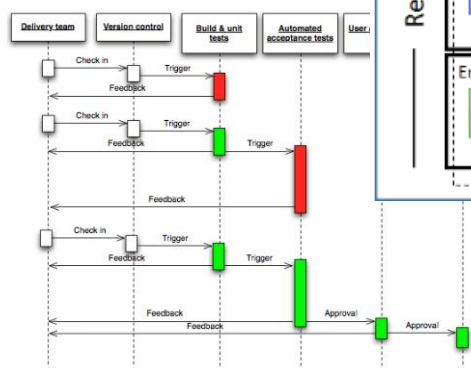 Delivery team
Version control
Build & unit
tests
Automated
acceptance tests
User
Re
En
Check in
Trigger
Feedback
Check in
Trigger
Feedback
Trigger
Feedback
Check in
Trigger
Feedback
Trigger
Feedback
Approval
Feedback
Approval